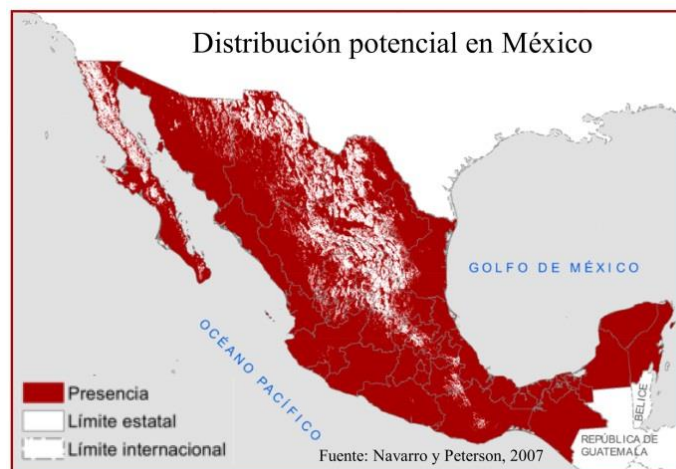 Distribución potencial en México
GOLFO DE MÉXICO
OCÉANO PACÍFICO
Presencia
Límite estatal
Límite internacional
BELICE
REPÚBLICA DE
GUATEMALA
Fuente: Navarro y Peterson, 2007